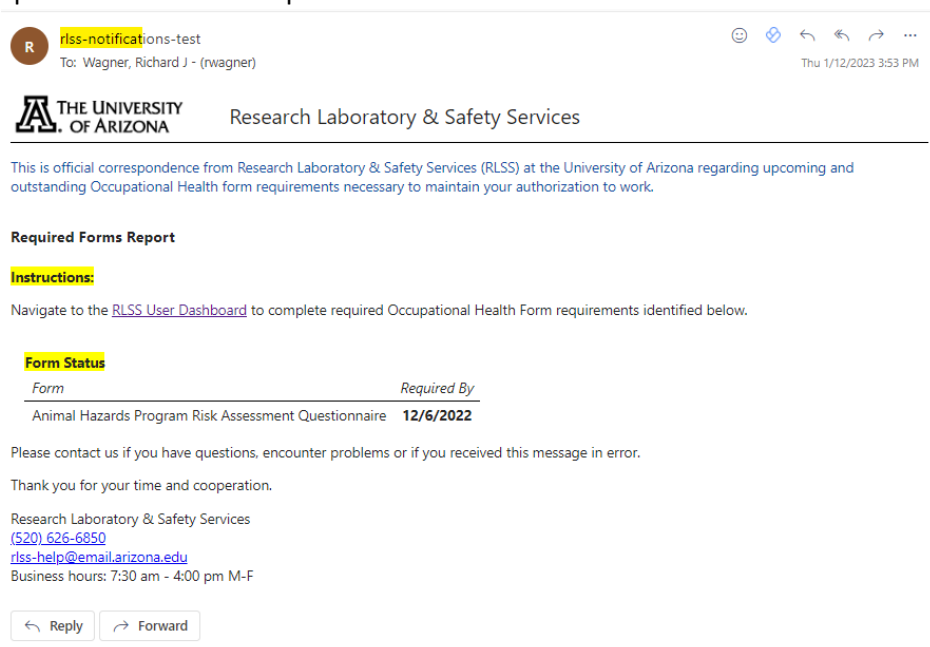 R
rlss-notifications-test
To: Wagner, Richard J - (rwagner)
Thu 1/12/2023 3:53 PM
THE UNIVERSITY
OF ARIZONA
Research Laboratory & Safety Services
This is official correspondence from Research Laboratory & Safety Services (RLSS) at the University of Arizona regarding upcoming and
outstanding Occupational Health form requirements necessary to maintain your authorization to work.
Required Forms Report
Instructions:
Navigate to the RLSS User Dashboard to complete required Occupational Health Form requirements identified below.
Form Status
Form Required By
Animal Hazards Program Risk Assessment Questionnaire 12/6/2022
Please contact us if you have questions, encounter problems or if you received this message in error.
Thank you for your time and cooperation.
Research Laboratory & Safety Services
(520) 626-6850
rlss-help@email.arizona.edu
Business hours: 7:30 am - 4:00 pm M-F
Reply Forward